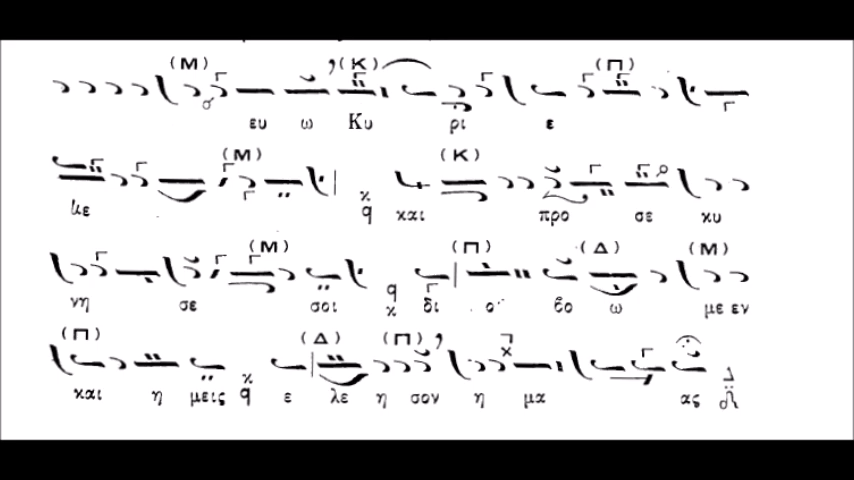 (Μ) (Κ) (Π)
ευ ω Κυ ρι ε
(Μ) (Κ)
με και προ σε κυ
(Μ) (Π) (Δ) (Μ)
νη σε σοι δι ο βο ω με εν
(Π) (Δ) (Π)
και η μεις ε λε η σον η μα ας